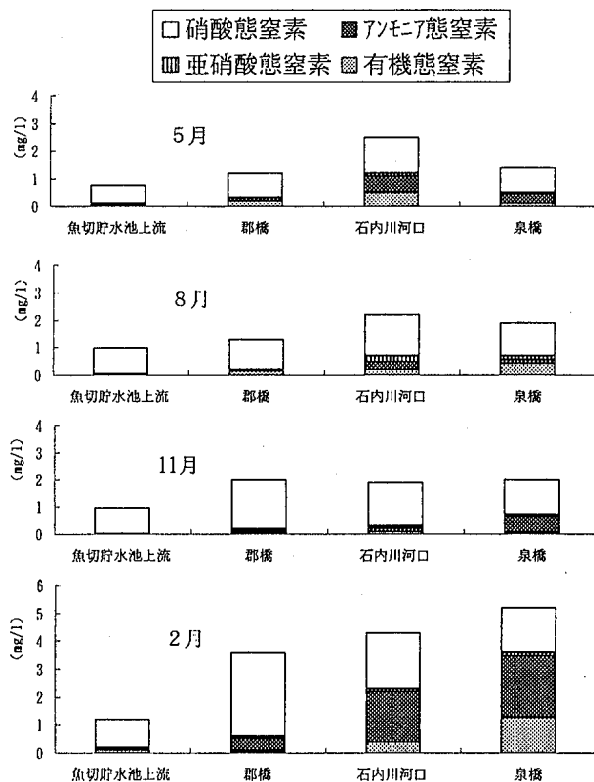 硝酸態窒素 アンモニア態窒素
亜硝酸態窒素 有機態窒素
(mg/l)
4
3
2
1
0
5月
魚切貯水池上流 郡橋 石内川河口 泉橋
(mg/l)
4
3
2
1
0
8月
魚切貯水池上流 郡橋 石内川河口 泉橋
(mg/l)
4
3
2
1
0
11月
魚切貯水池上流 郡橋 石内川河口 泉橋
(mg/l)
6
5
4
3
2
1
0
2月
魚切貯水池上流 郡橋 石内川河口 泉橋